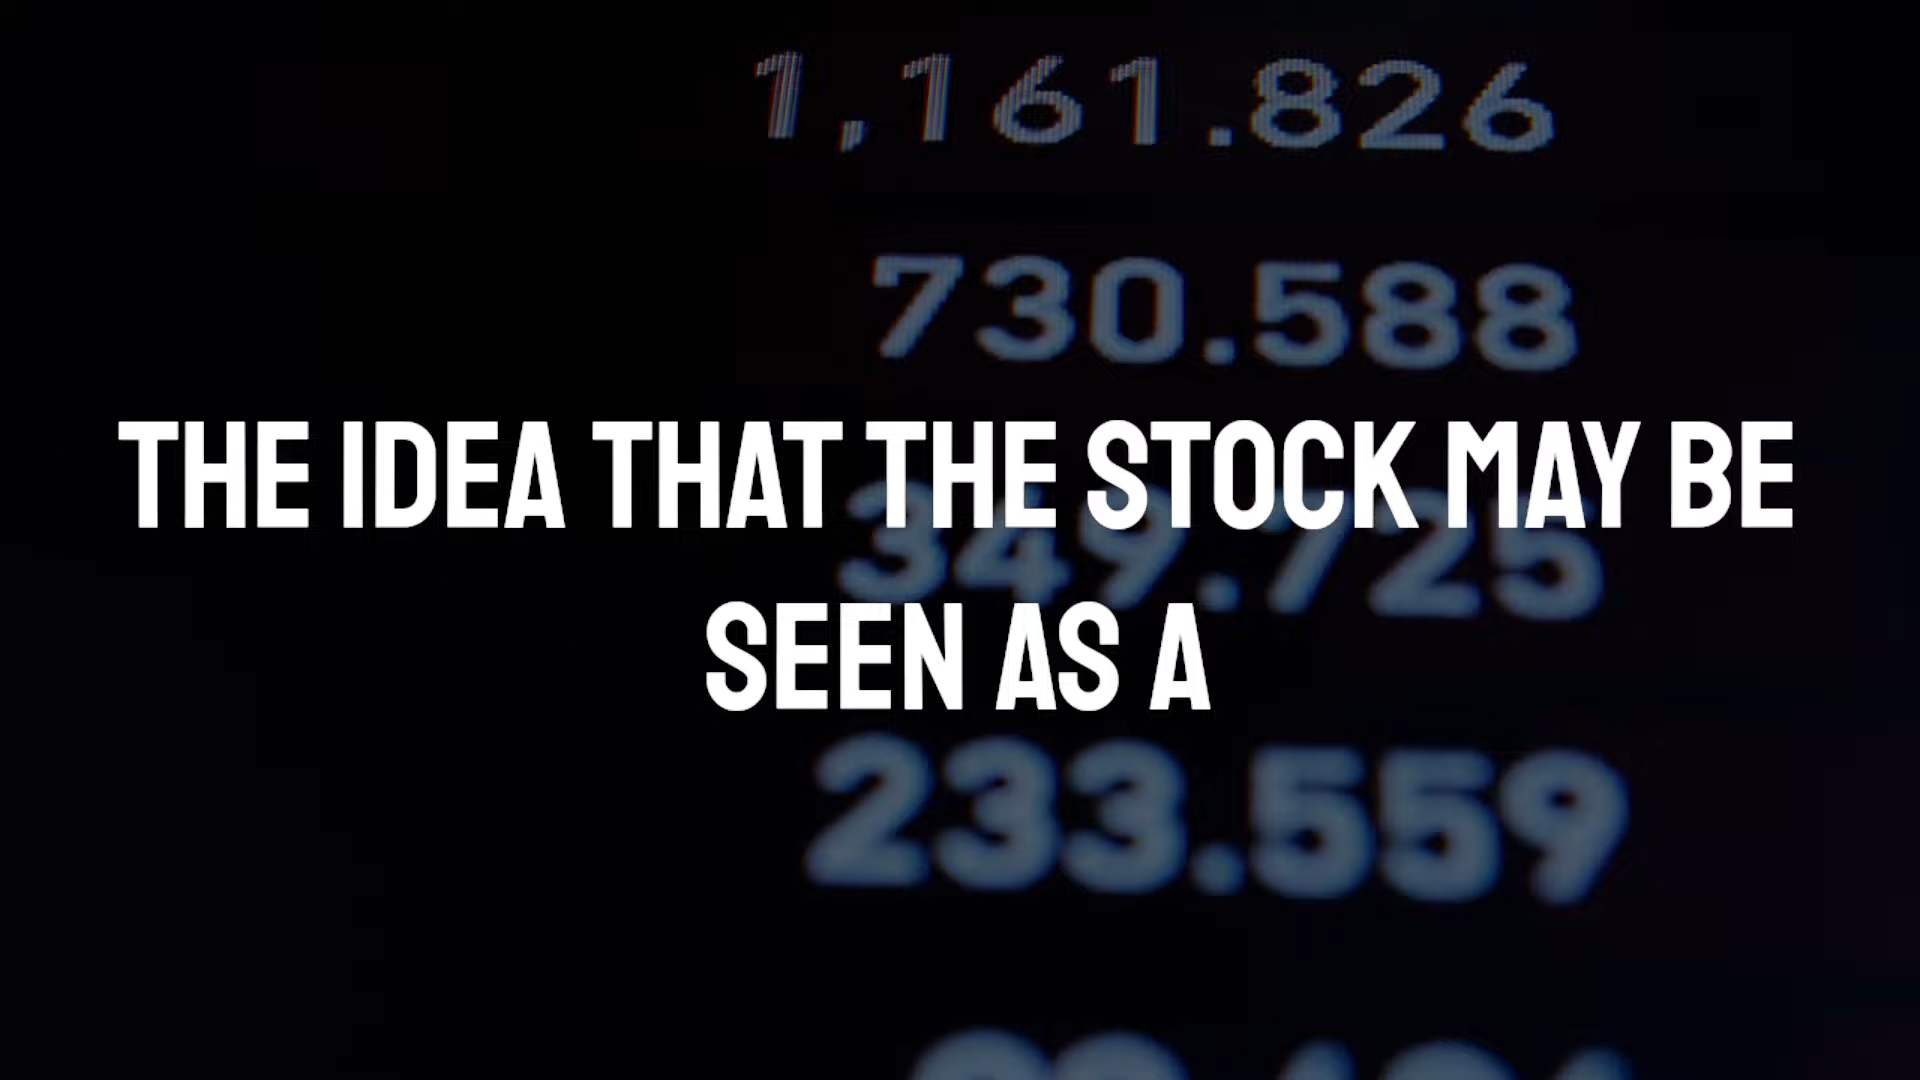 1,161.826
730.588
THE IDEA THAT THE STOCK MAY BE
349.725
SEEN AS A
233.559